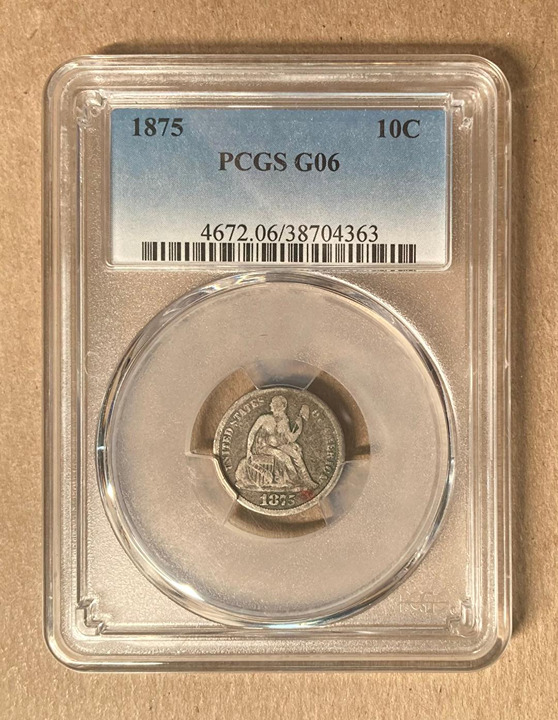 1875 10C
PCGS G06
4672.06/38704363
UNITED STATES OF AMERICA
1875